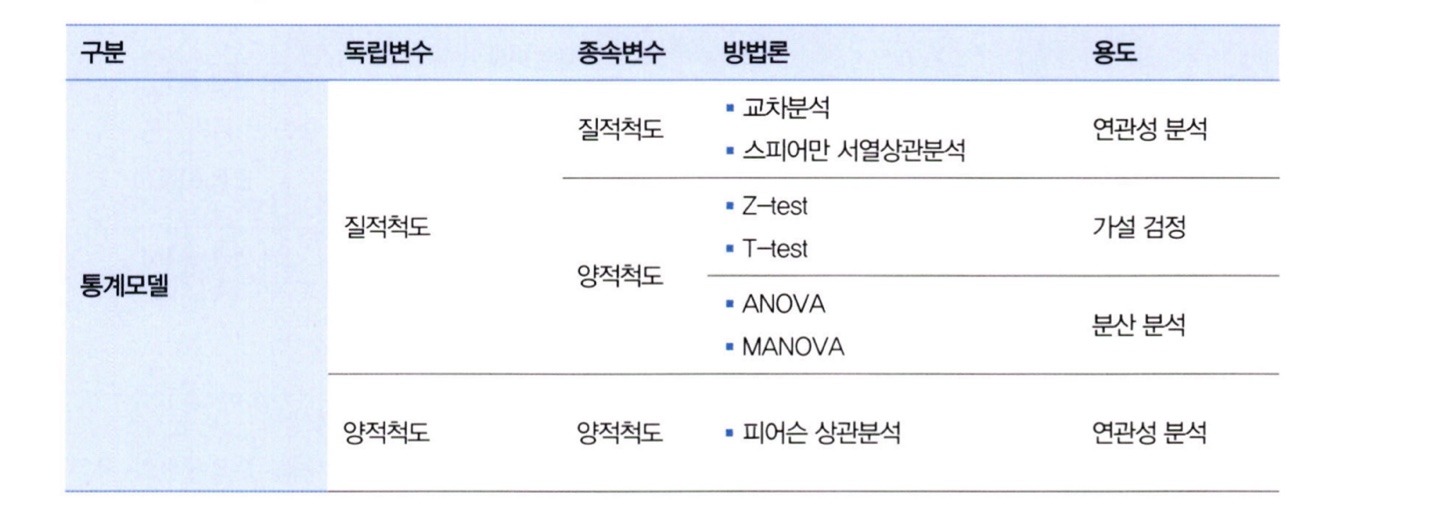 구분 독립변수 종속변수 방법론 용도
통계모델
질적척도
질적척도
▪ 교차분석
▪ 스피어만 서열상관분석
연관성 분석
양적척도
▪ Z-test
▪ T-test
가설 검정
▪ ANOVA
▪ MANOVA
분산 분석
양적척도 양적척도 ▪ 피어슨 상관분석 연관성 분석